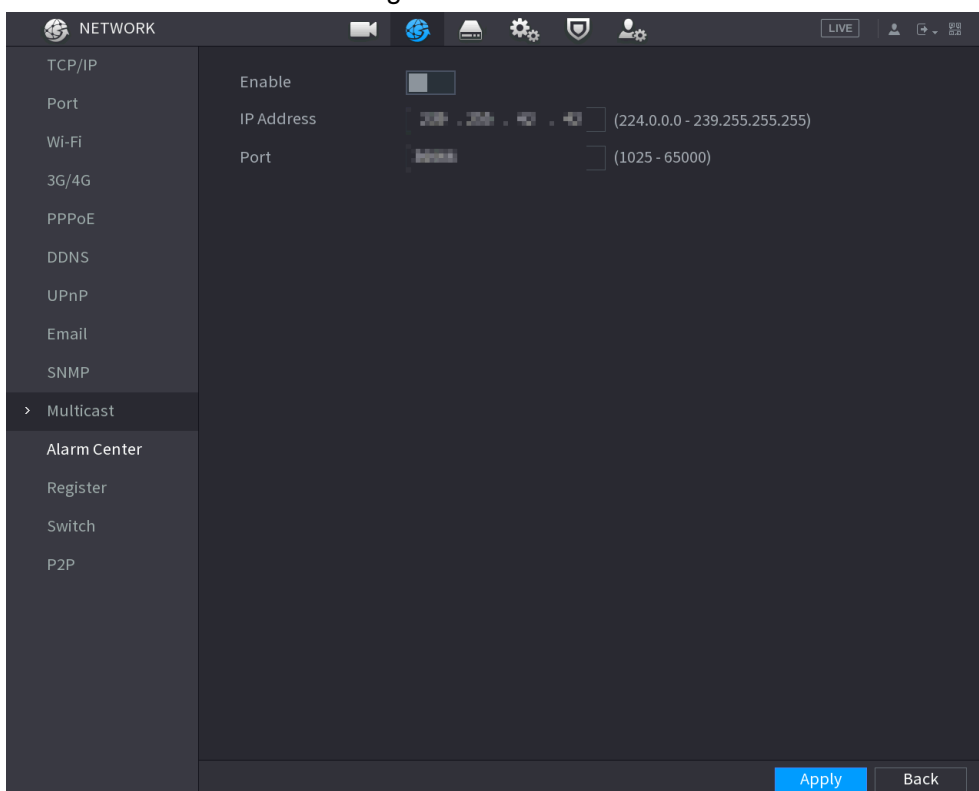 NETWORK
LIVE
TCP/IP
Port
Wi-Fi
3G/4G
PPPoE
DDNS
UPnP
Email
SNMP
Multicast
Alarm Center
Register
Switch
P2P
Enable
IP Address (224.0.0.0 - 239.255.255.255)
Port (1025 - 65000)
Apply Back